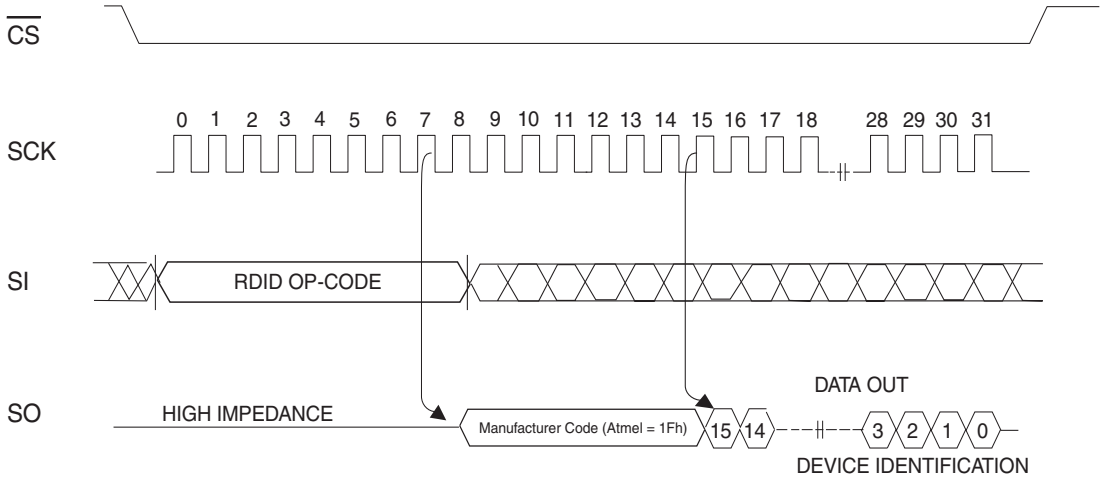 CS
0 1 2 3 4 5 6 7 8 9 10 11 12 13 14 15 16 17 18 28 29 30 31
SCK
SI
RDID OP-CODE
DATA OUT
SO
HIGH IMPEDANCE
Manufacturer Code (Atmel = 1Fh)
15 14 3 2 1 0
DEVICE IDENTIFICATION